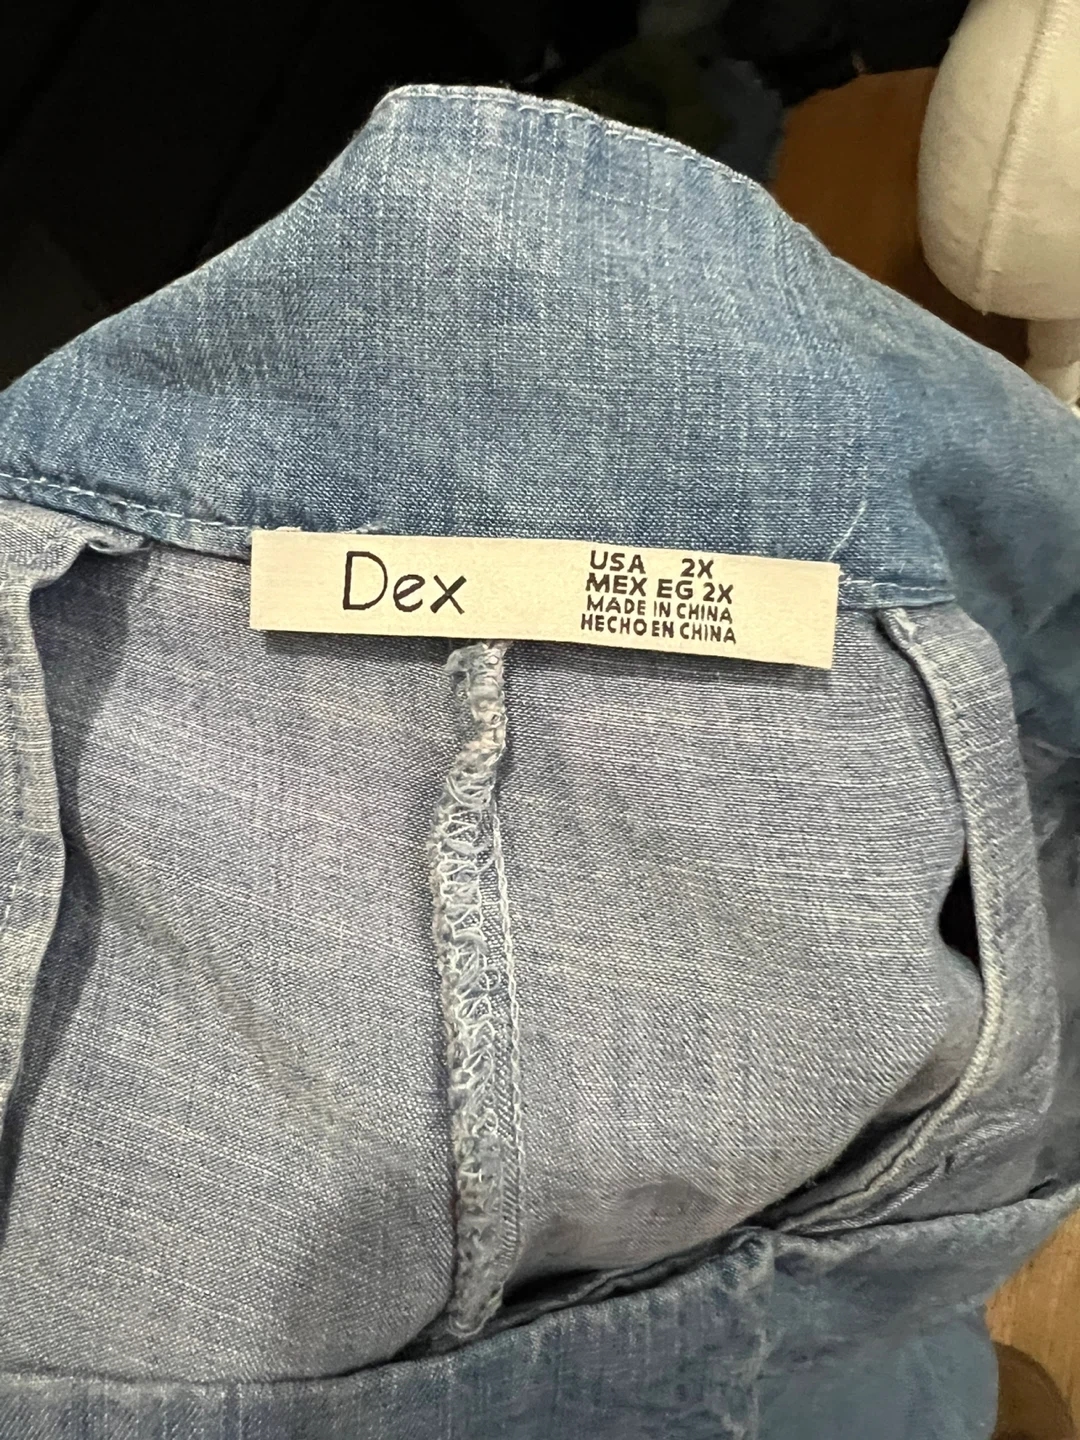 Dex
USA 2X
MEX EG 2X
MADE IN CHINA
HECHO EN CHINA